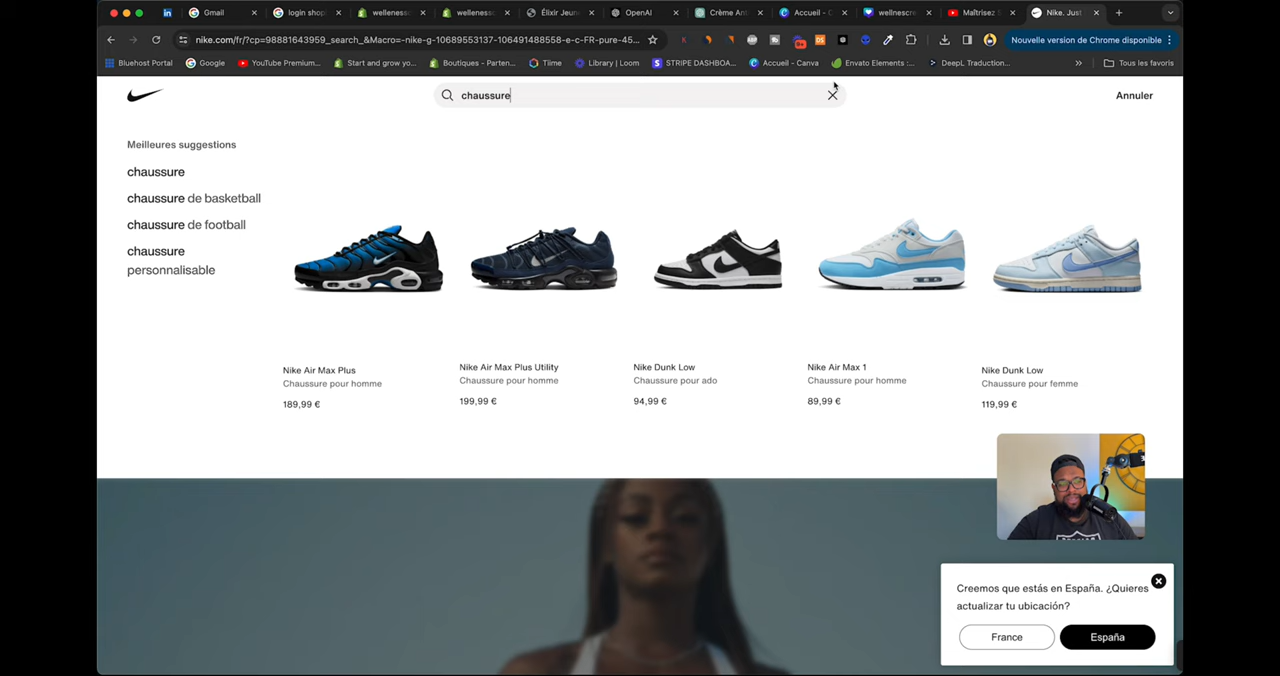 Gmail
login shop
wellenes
wellenes
Élixir Jeun
OpenAI
Crème An
Accueil - C
wellnescre
Maîtrisez S
Nike. Just
nike.com/fr/?cp=98881643959_search_&Macro=-nike-g-10689553137-106491488558-e-c-FR-pure-45...
Nouvelle version de Chrome disponible
Bluehost Portal
Google
YouTube Premium...
Start and grow yo...
Boutiques - Parten...
Tiime
Library | Loom
STRIPE DASHBOA...
Accueil - Canva
Envato Elements :...
DeepL Traduction...
»
Tous les favoris
chaussure
Annuler
Meilleures suggestions
chaussure
chaussure de basketball
chaussure de football
chaussure
personnalisable
Nike Air Max Plus
Chaussure pour homme
189,99 €
Nike Air Max Plus Utility
Chaussure pour homme
199,99 €
Nike Dunk Low
Chaussure pour ado
94,99 €
Nike Air Max 1
Chaussure pour homme
89,99 €
Nike Dunk Low
Chaussure pour femme
119,99 €
Creemos que estás en España. ¿Quieres
actualizar tu ubicación?
France
España